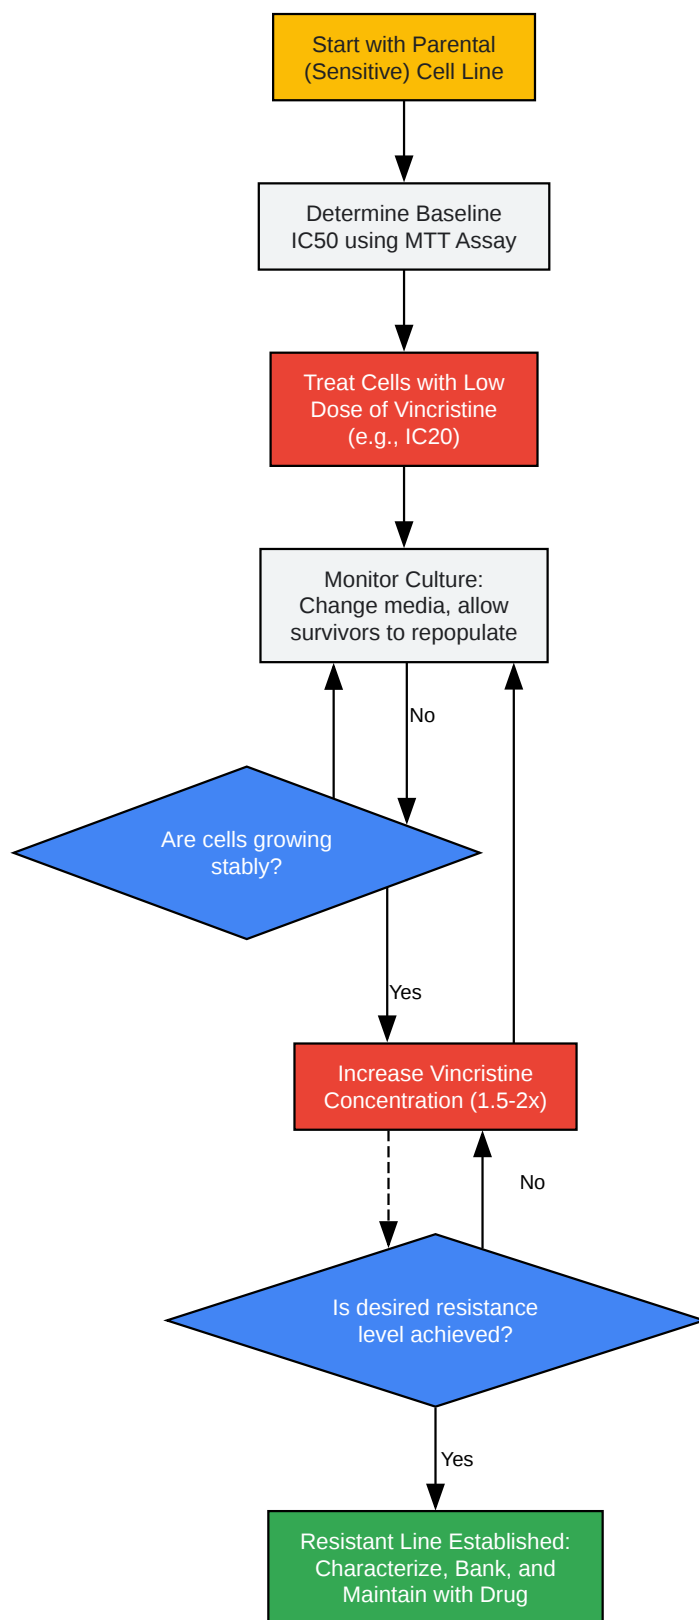 Start with Parental
(Sensitive) Cell Line
Determine Baseline
IC50 using MTT Assay
Treat Cells with Low
Dose of Vincristine
(e.g., IC20)
Monitor Culture:
Change media, allow
survivors to repopulate
No
Are cells growing
stably?
Yes
Increase Vincristine
Concentration (1.5-2x)
No
Is desired resistance
level achieved?
Yes
Resistant Line Established:
Characterize, Bank, and
Maintain with Drug